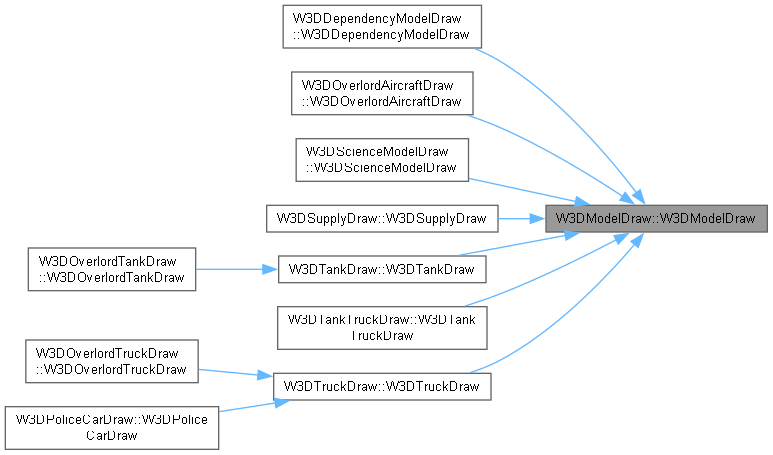 W3DDependencyModelDraw
::W3DDependencyModelDraw
W3DOverlordAircraftDraw
::W3DOverlordAircraftDraw
W3DScienceModelDraw
::W3DScienceModelDraw
W3DSupplyDraw::W3DSupplyDraw
W3DModelDraw::W3DModelDraw
W3DOverlordTankDraw
::W3DOverlordTankDraw
W3DTankDraw::W3DTankDraw
W3DTankTruckDraw::W3DTank
TruckDraw
W3DOverlordTruckDraw
::W3DOverlordTruckDraw
W3DTruckDraw::W3DTruckDraw
W3DPoliceCarDraw::W3DPolice
CarDraw